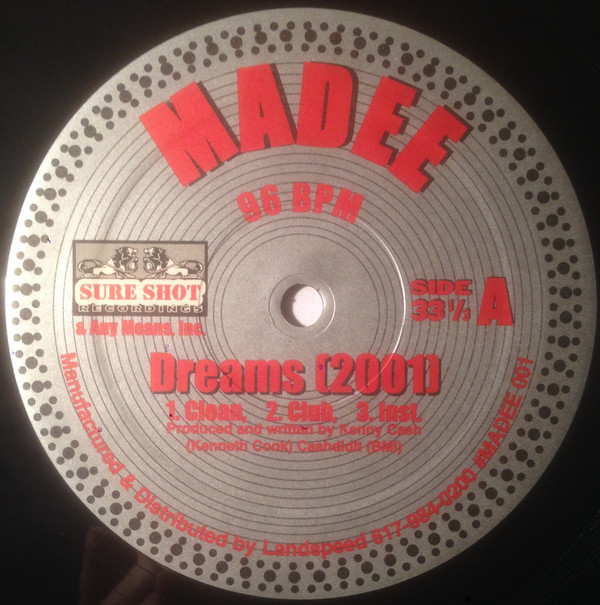 MADEE
96 BPM
SURE SHOT
RECORDINGS
& Any Means, Inc.
SIDE A
33 1/3
Dreams (2001)
1. Clean, 2. Club, 3. Inst.
Produced and written by Kenny Cash
(Kenneth Cook) Cashdidit (BMI)
Manufactured & Distributed by Landspeed 617-984-0200 #MADEE 001